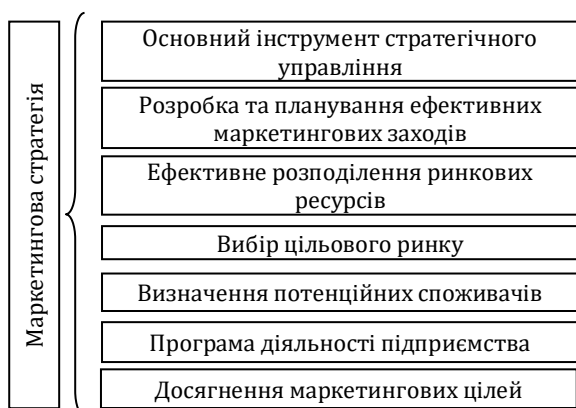 Маркетингова стратегія
Основний інструмент стратегічного
управління
Розробка та планування ефективних
маркетингових заходів
Ефективне розподілення ринкових
ресурсів
Вибір цільового ринку
Визначення потенційних споживачів
Програма діяльності підприємства
Досягнення маркетингових цілей